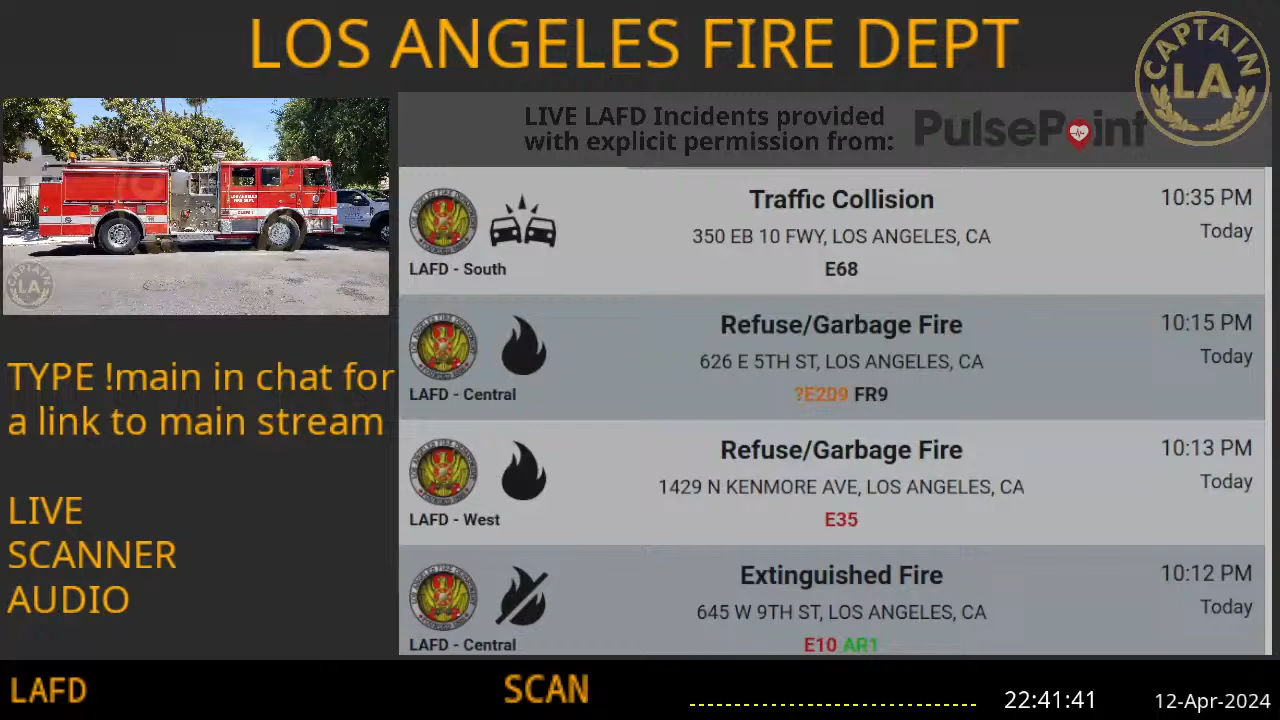 LOS ANGELES FIRE DEPT
CAPTAIN
LA
LIVE LAFD Incidents provided
with explicit permission from:
PulsePoint
Traffic Collision
10:35 PM
350 EB 10 FWY, LOS ANGELES, CA
Today
LAFD - South
E68
Refuse/Garbage Fire
10:15 PM
626 E 5TH ST, LOS ANGELES, CA
Today
LAFD - Central
?E209 FR9
Refuse/Garbage Fire
10:13 PM
1429 N KENMORE AVE, LOS ANGELES, CA
Today
LAFD - West
E35
Extinguished Fire
10:12 PM
645 W 9TH ST, LOS ANGELES, CA
Today
LAFD - Central
E10 AR1
CAPTAIN
LA
TYPE !main in chat for
a link to main stream
LIVE
SCANNER
AUDIO
LAFD
SCAN
22:41:41
12-Apr-2024